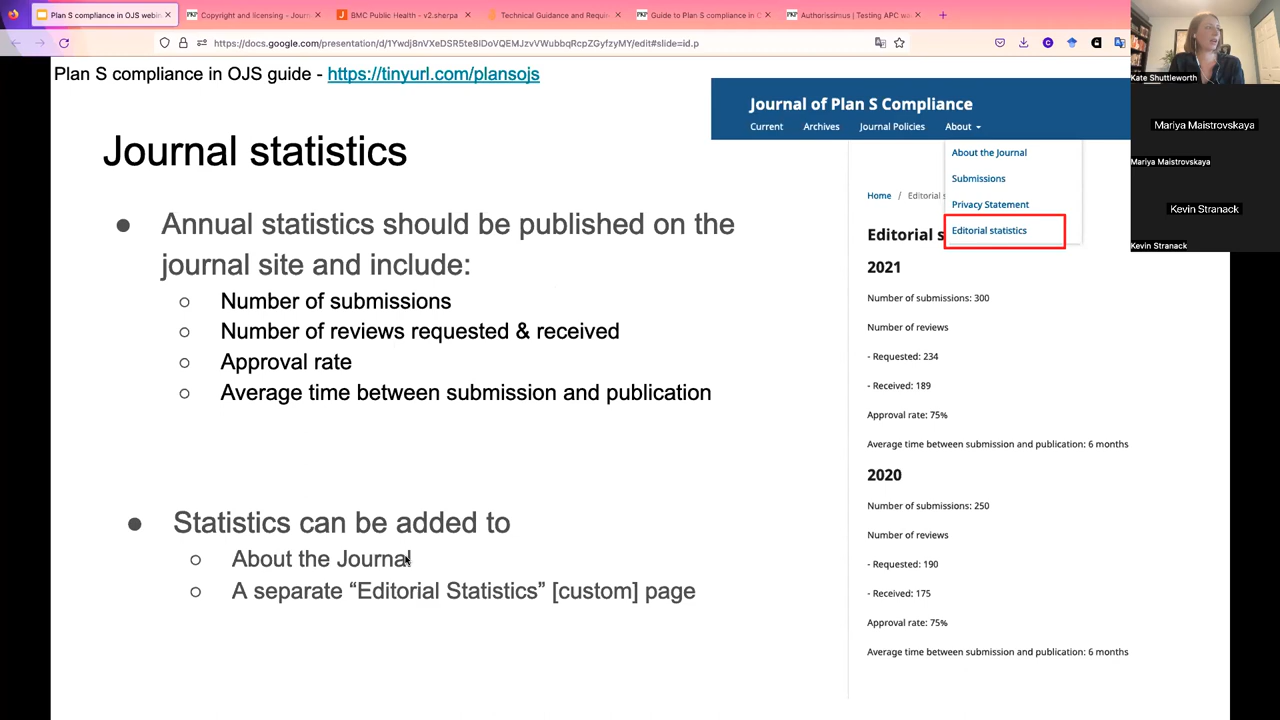 Plan S compliance in OJS webin
Copyright and licensing - Journ
BMC Public Health - v2.sherpa
Technical Guidance and Require
Guide to Plan S compliance in O
Authorissimus | Testing APC wa
https://docs.google.com/presentation/d/1Ywdj8nVXeDSR5te8IDoVQEMJzvVWubbqRcpZGyfzyMY/edit#slide=id.p
Plan S compliance in OJS guide - https://tinyurl.com/plansojs
Journal statistics
Annual statistics should be published on the
journal site and include:
Number of submissions
Number of reviews requested & received
Approval rate
Average time between submission and publication
Statistics can be added to
About the Journal
A separate “Editorial Statistics” [custom] page
Journal of Plan S Compliance
Current Archives Journal Policies About
About the Journal
Submissions
Privacy Statement
Editorial statistics
Home / Editorial s
Editorial s
2021
Number of submissions: 300
Number of reviews
- Requested: 234
- Received: 189
Approval rate: 75%
Average time between submission and publication: 6 months
2020
Number of submissions: 250
Number of reviews
- Requested: 190
- Received: 175
Approval rate: 75%
Average time between submission and publication: 6 months
Kate Shuttleworth
Mariya Maistrovskaya
Mariya Maistrovskaya
Kevin Stranack
Kevin Stranack